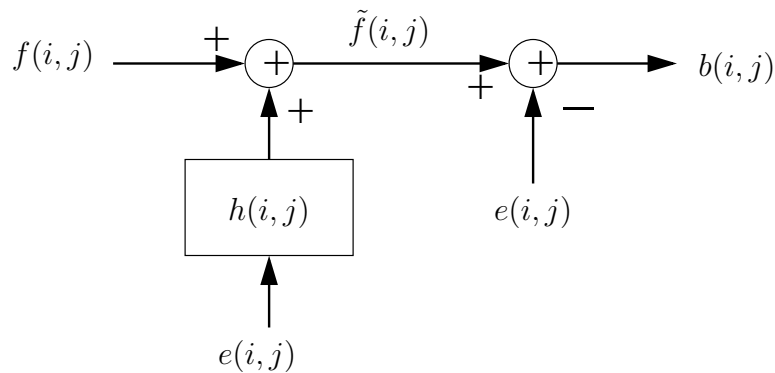 f(i, j)
+
+
f̃(i, j)
+
+
b(i, j)
+
−
h(i, j)
e(i, j)
e(i, j)